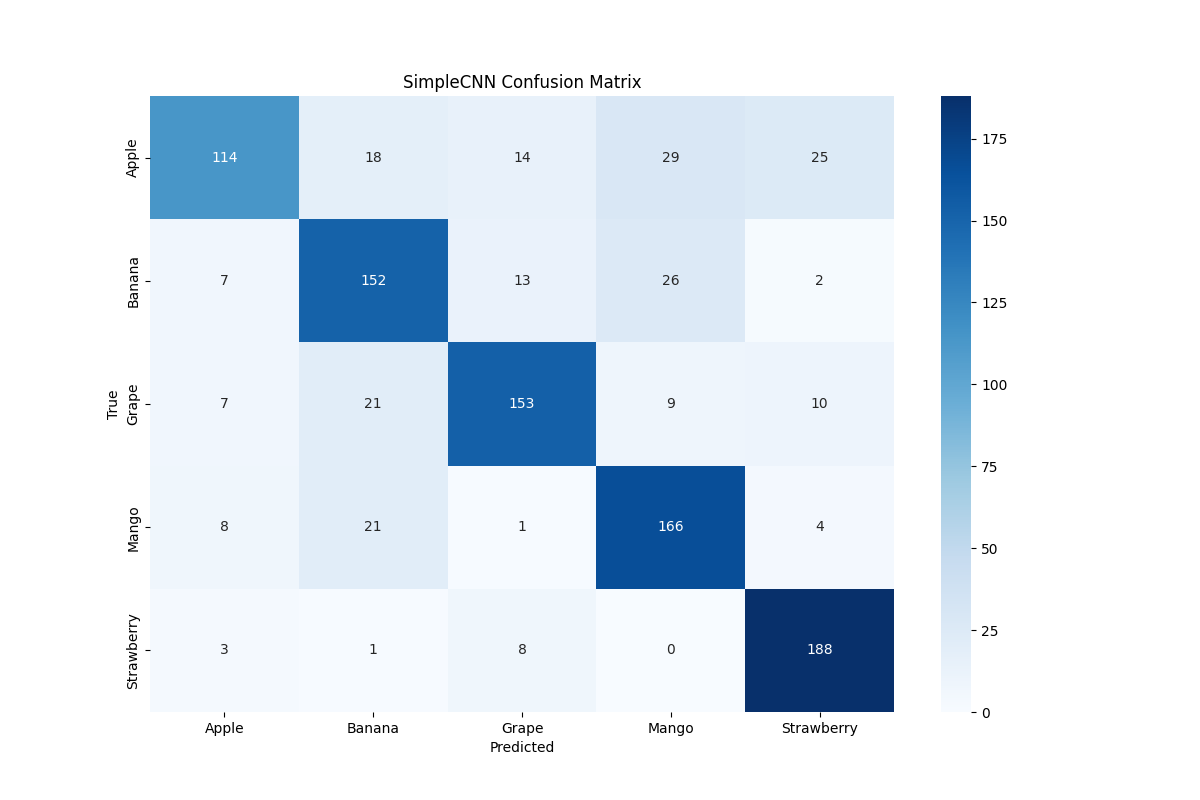 SimpleCNN Confusion Matrix
Apple 114 18 14 29 25
Banana 7 152 13 26 2
Grape 7 21 153 9 10
Mango 8 21 1 166 4
Strawberry 3 1 8 0 188
True
Apple Banana Grape Mango Strawberry
Predicted
175
150
125
100
75
50
25
0